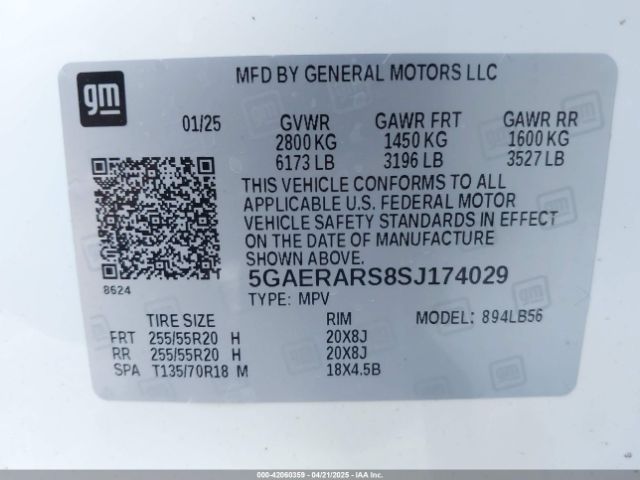 gm
MFD BY GENERAL MOTORS LLC
01/25 GVWR GAWR FRT GAWR RR
2800 KG 1450 KG 1600 KG
6173 LB 3196 LB 3527 LB
THIS VEHICLE CONFORMS TO ALL
APPLICABLE U.S. FEDERAL MOTOR
VEHICLE SAFETY STANDARDS IN EFFECT
ON THE DATE OF MANUFACTURE
SHOWN ABOVE.
8624
5GAERARS8SJ174029
TYPE: MPV
TIRE SIZE RIM MODEL: 894LB56
FRT 255/55R20 H 20X8J
RR 255/55R20 H 20X8J
SPA T135/70R18 M 18X4.5B
000-42060359 - 04/21/2025 - IAAI.COM